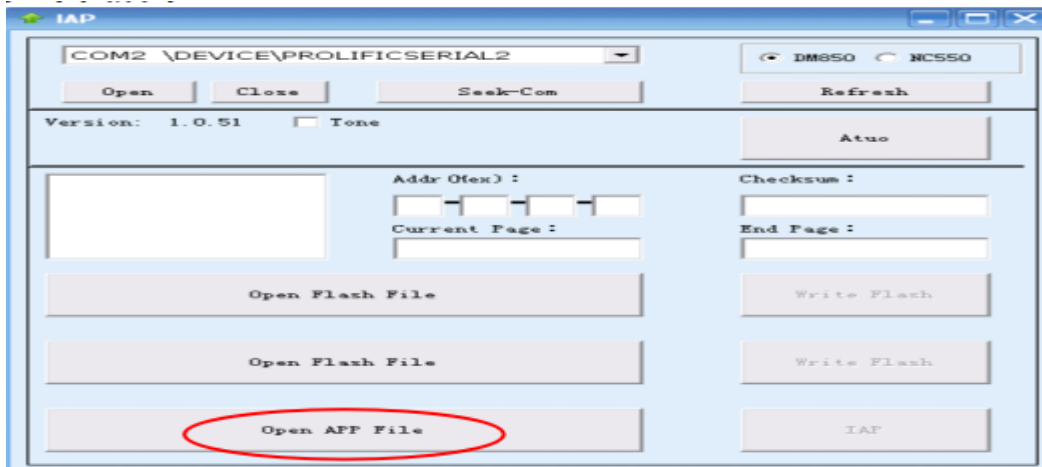 IAP
COM2 \DEVICE\PROLIFICSERIAL2
DM850 NC550
Open Close Seek-Com Refresh
Version: 1.0.51 Tone
Atuo
Addr(Hex): Checksum:
- - -
Current Page: End Page:
Open Flash File Write Flash
Open Flash File Write Flash
Open APP File IAP